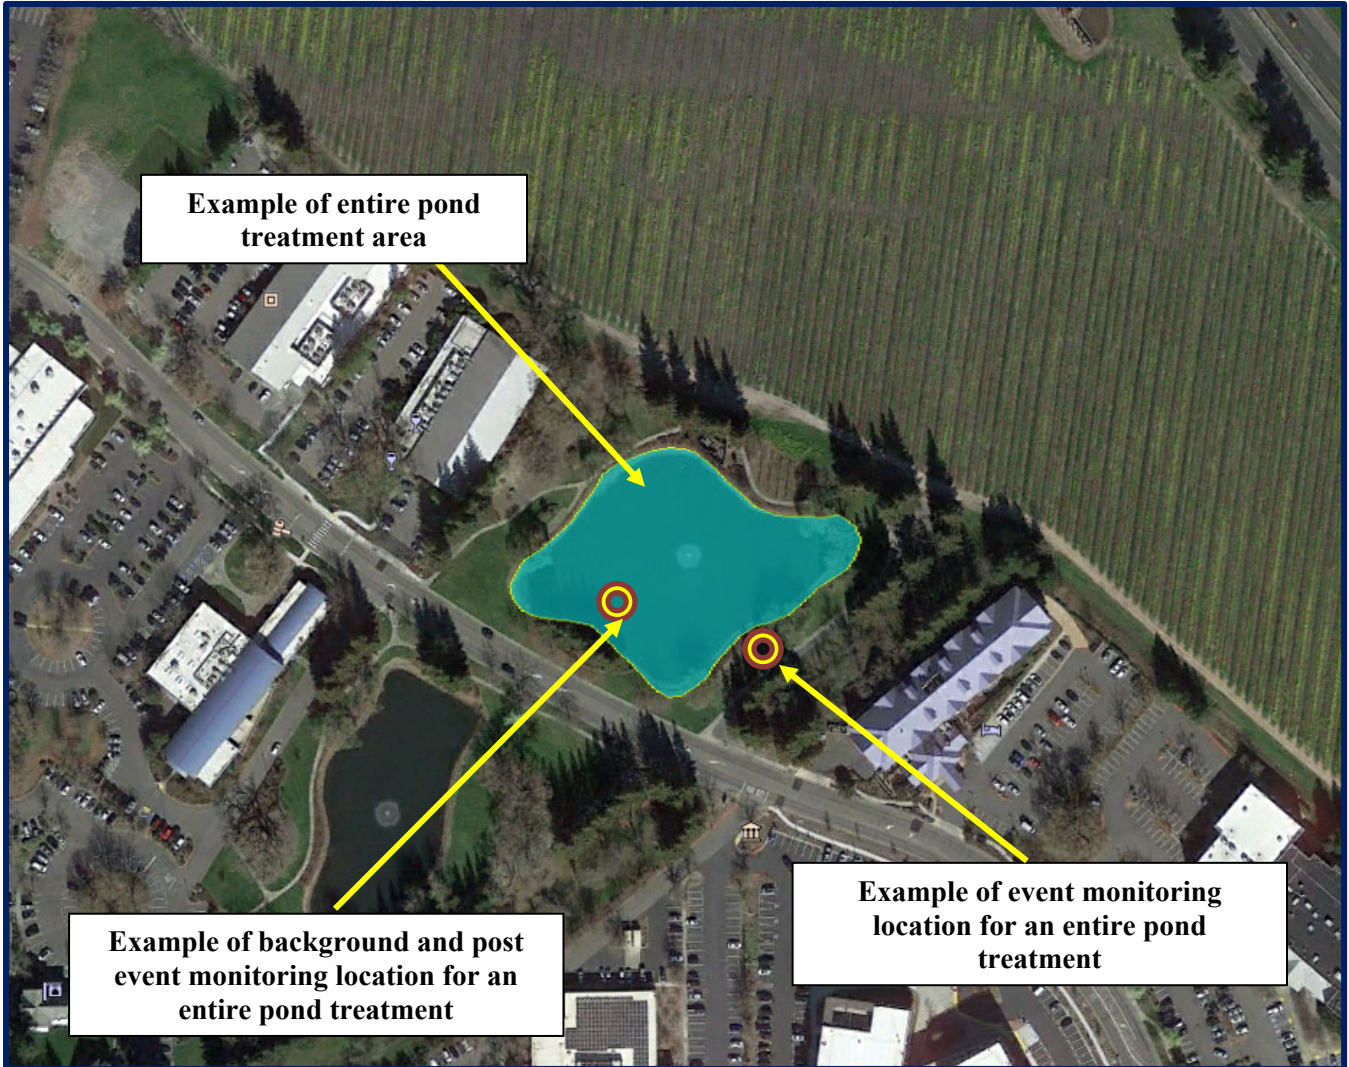 Example of entire pond
treatment area
Example of event monitoring
location for an entire pond
treatment
Example of background and post
event monitoring location for an
entire pond treatment